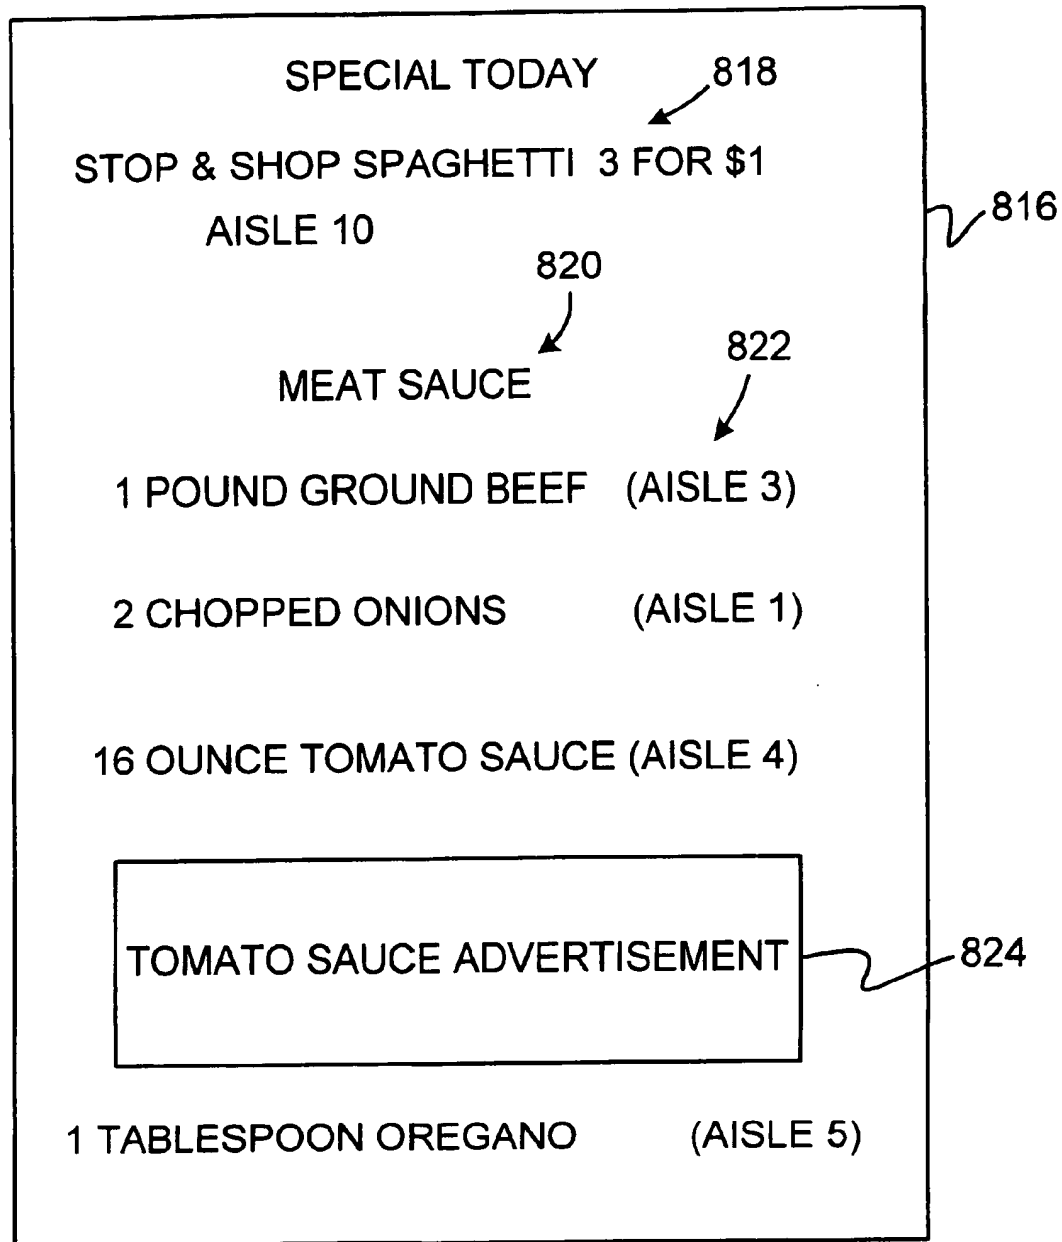 SPECIAL TODAY 818
STOP & SHOP SPAGHETTI 3 FOR $1
AISLE 10
816
820
MEAT SAUCE
822
1 POUND GROUND BEEF (AISLE 3)
2 CHOPPED ONIONS (AISLE 1)
16 OUNCE TOMATO SAUCE (AISLE 4)
TOMATO SAUCE ADVERTISEMENT 824
1 TABLESPOON OREGANO (AISLE 5)